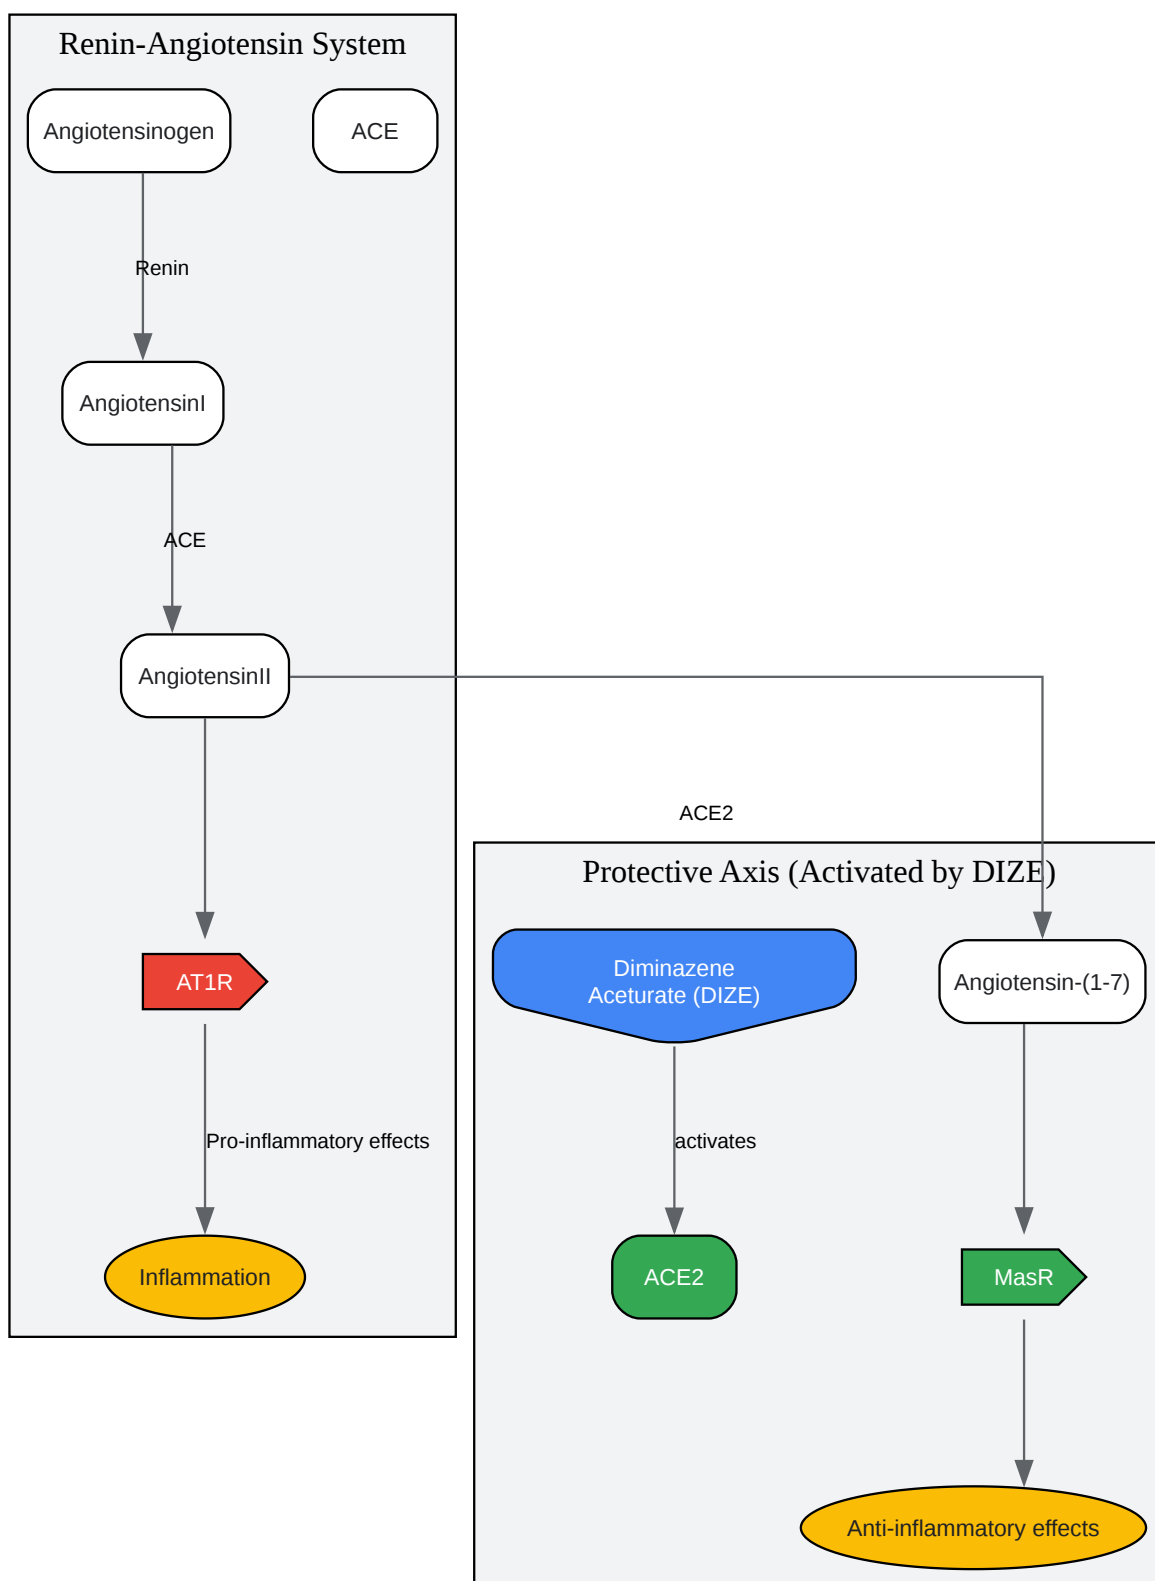 Renin-Angiotensin System
Angiotensinogen
ACE
Renin
AngiotensinI
ACE
AngiotensinII
ACE2
Protective Axis (Activated by DIZE)
Diminazene
Aceturate (DIZE)
Angiotensin-(1-7)
AT1R
Pro-inflammatory effects
activates
Inflammation
ACE2
MasR
Anti-inflammatory effects